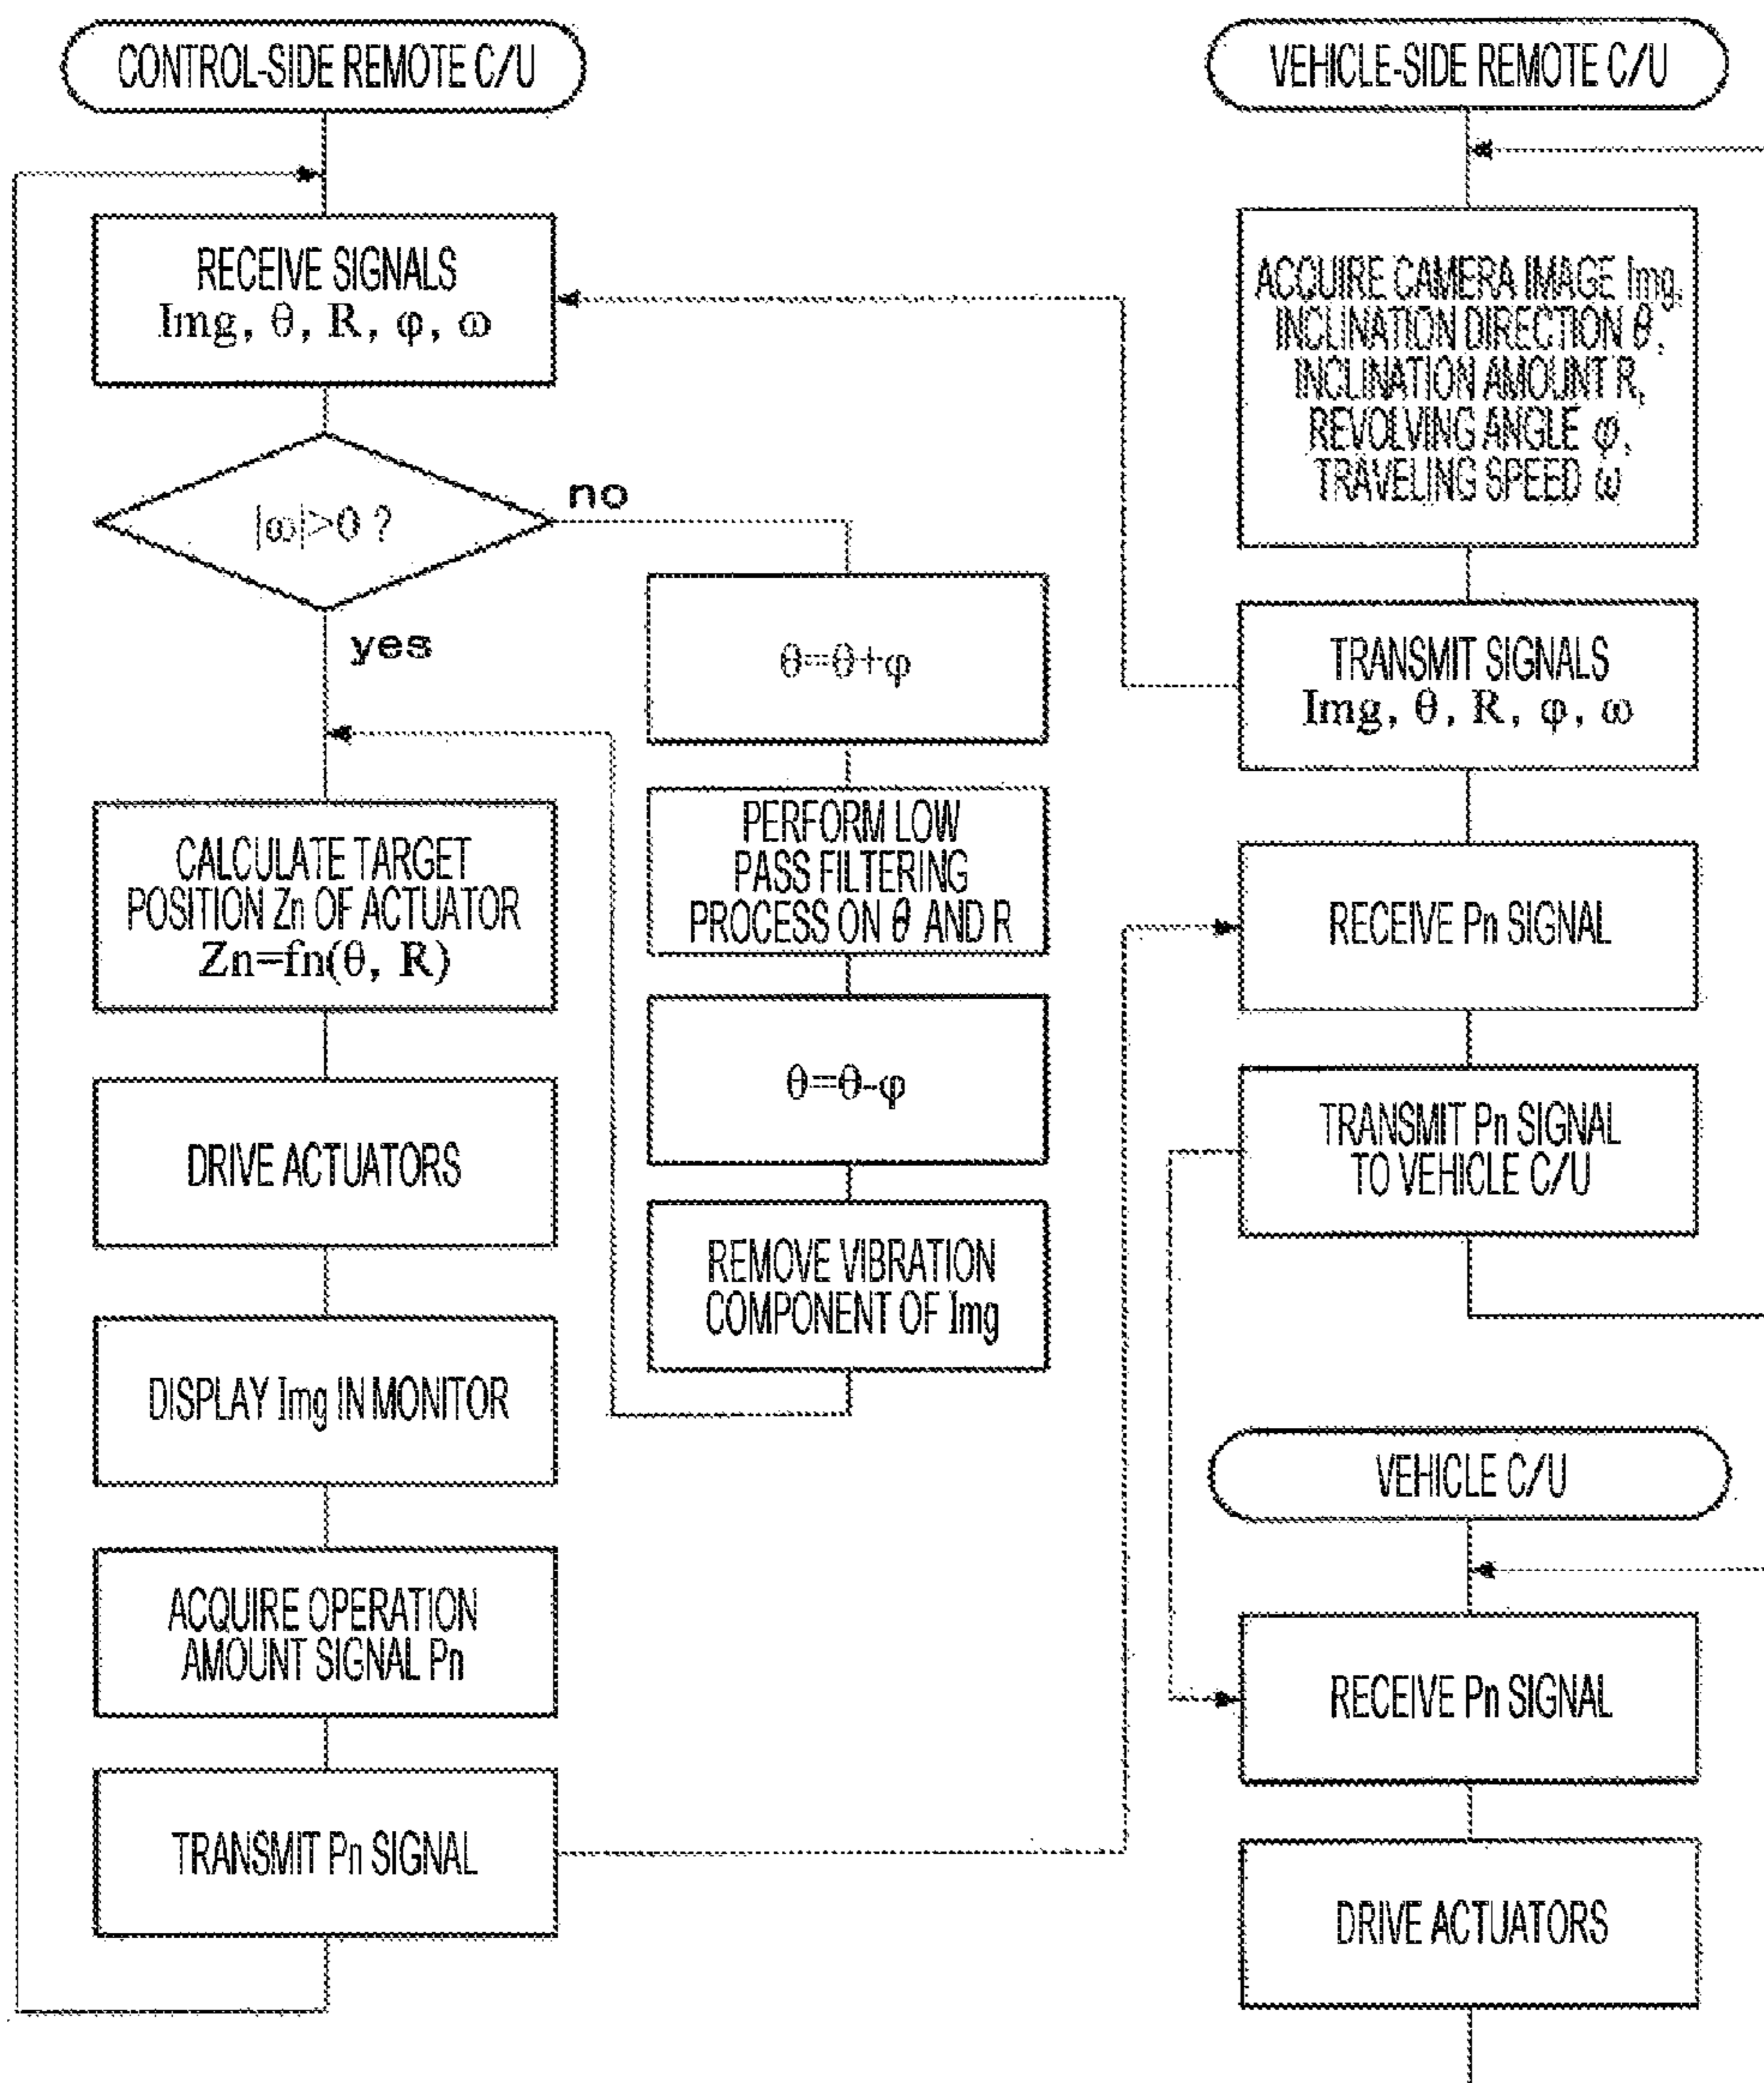 CONTROL-SIDE REMOTE C/U
RECEIVE SIGNALS
Img, θ, R, φ, ω
|ω|>0 ?
no
yes
θ=θ+φ
PERFORM LOW
PASS FILTERING
PROCESS ON θ AND R
θ=θ-φ
REMOVE VIBRATION
COMPONENT OF Img
CALCULATE TARGET
POSITION Zn OF ACTUATOR
Zn=fn(θ, R)
DRIVE ACTUATORS
DISPLAY Img IN MONITOR
ACQUIRE OPERATION
AMOUNT SIGNAL Pn
TRANSMIT Pn SIGNAL
VEHICLE-SIDE REMOTE C/U
ACQUIRE CAMERA IMAGE Img,
INCLINATION DIRECTION θ,
INCLINATION AMOUNT R,
REVOLVING ANGLE φ,
TRAVELING SPEED ω
TRANSMIT SIGNALS
Img, θ, R, φ, ω
RECEIVE Pn SIGNAL
TRANSMIT Pn SIGNAL
TO VEHICLE C/U
VEHICLE C/U
RECEIVE Pn SIGNAL
DRIVE ACTUATORS